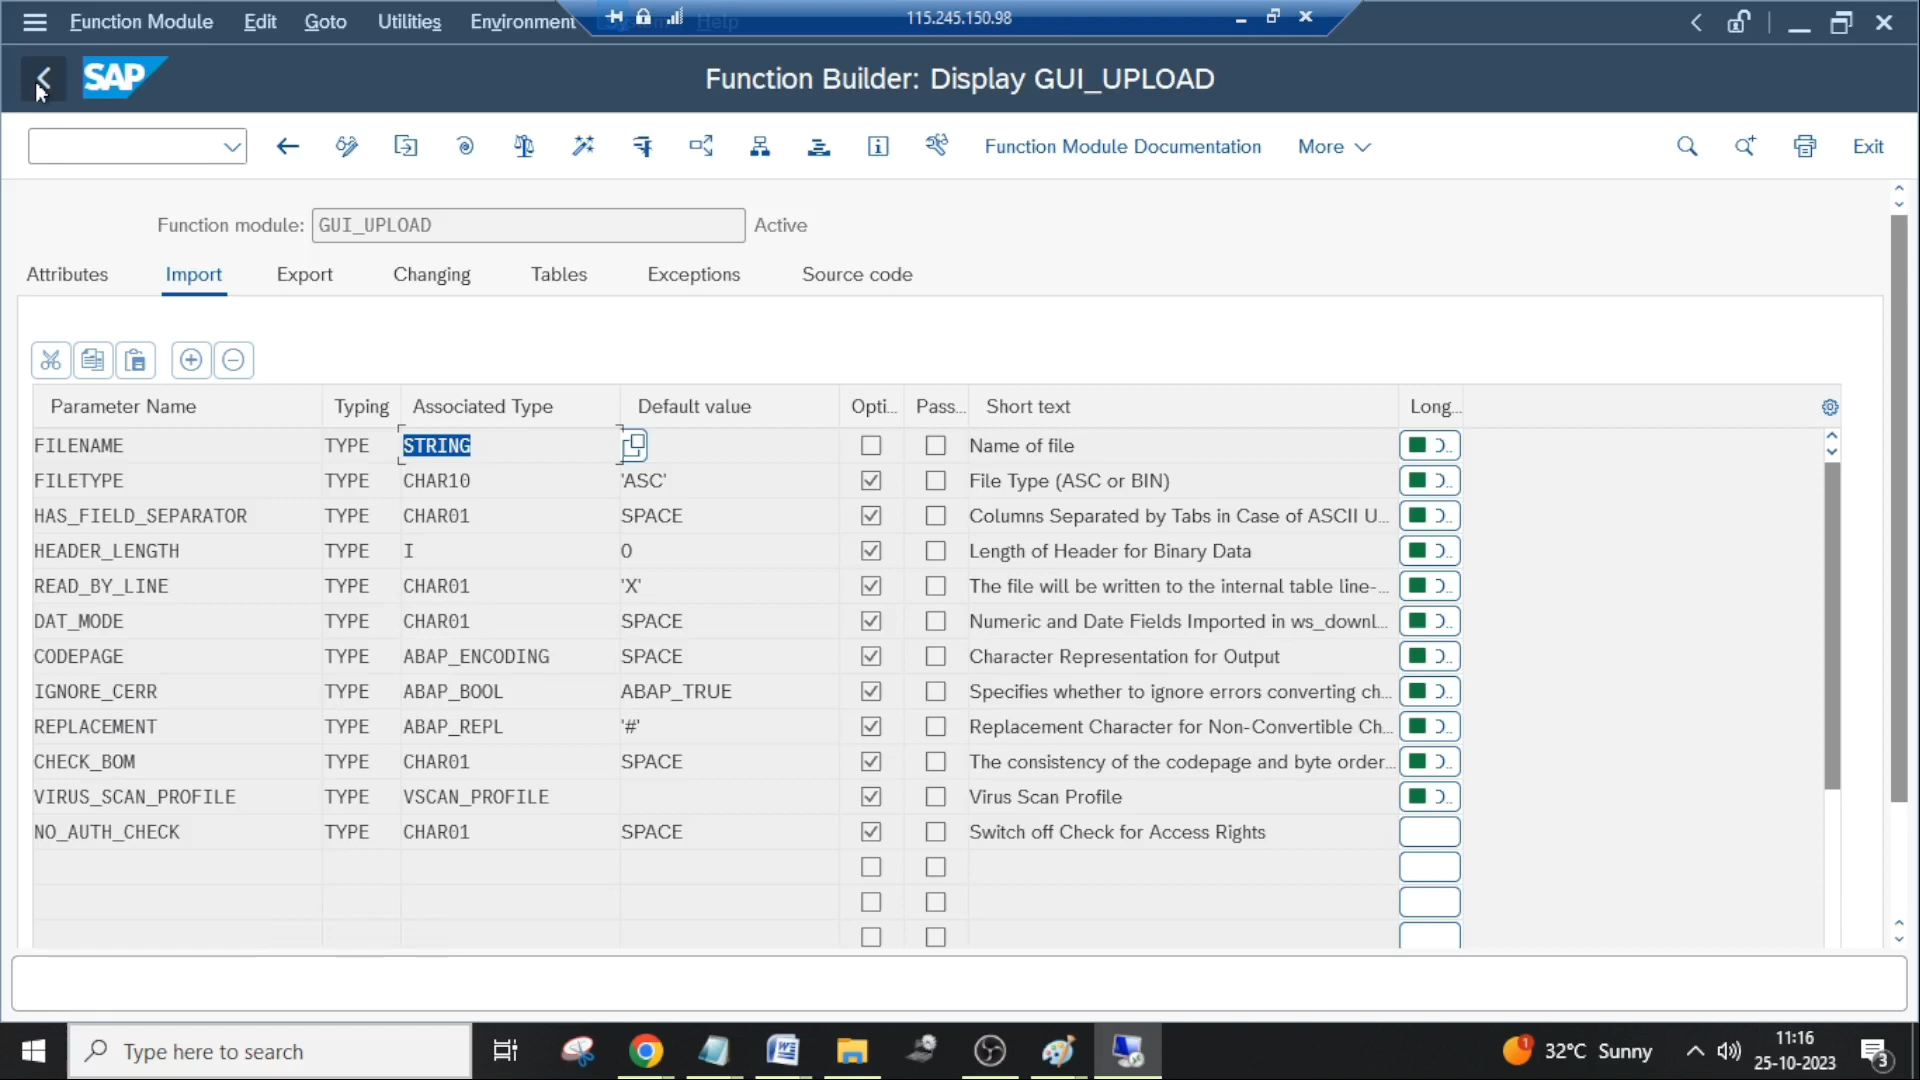 Function Module Edit Goto Utilities Environment Help 115.245.150.98
SAP Function Builder: Display GUI_UPLOAD
Function Module Documentation More Exit
Function module: GUI_UPLOAD Active
Attributes Import Export Changing Tables Exceptions Source code
Parameter Name Typing Associated Type Default value Opti... Pass... Short text Long...
FILENAME TYPE STRING Name of file
FILETYPE TYPE CHAR10 'ASC' File Type (ASC or BIN)
HAS_FIELD_SEPARATOR TYPE CHAR01 SPACE Columns Separated by Tabs in Case of ASCII U...
HEADER_LENGTH TYPE I 0 Length of Header for Binary Data
READ_BY_LINE TYPE CHAR01 'X' The file will be written to the internal table line-...
DAT_MODE TYPE CHAR01 SPACE Numeric and Date Fields Imported in ws_downl...
CODEPAGE TYPE ABAP_ENCODING SPACE Character Representation for Output
IGNORE_CERR TYPE ABAP_BOOL ABAP_TRUE Specifies whether to ignore errors converting ch...
REPLACEMENT TYPE ABAP_REPL '#' Replacement Character for Non-Convertible Ch...
CHECK_BOM TYPE CHAR01 SPACE The consistency of the codepage and byte order...
VIRUS_SCAN_PROFILE TYPE VSCAN_PROFILE Virus Scan Profile
NO_AUTH_CHECK TYPE CHAR01 SPACE Switch off Check for Access Rights
Type here to search 32°C Sunny 11:16
25-10-2023 3